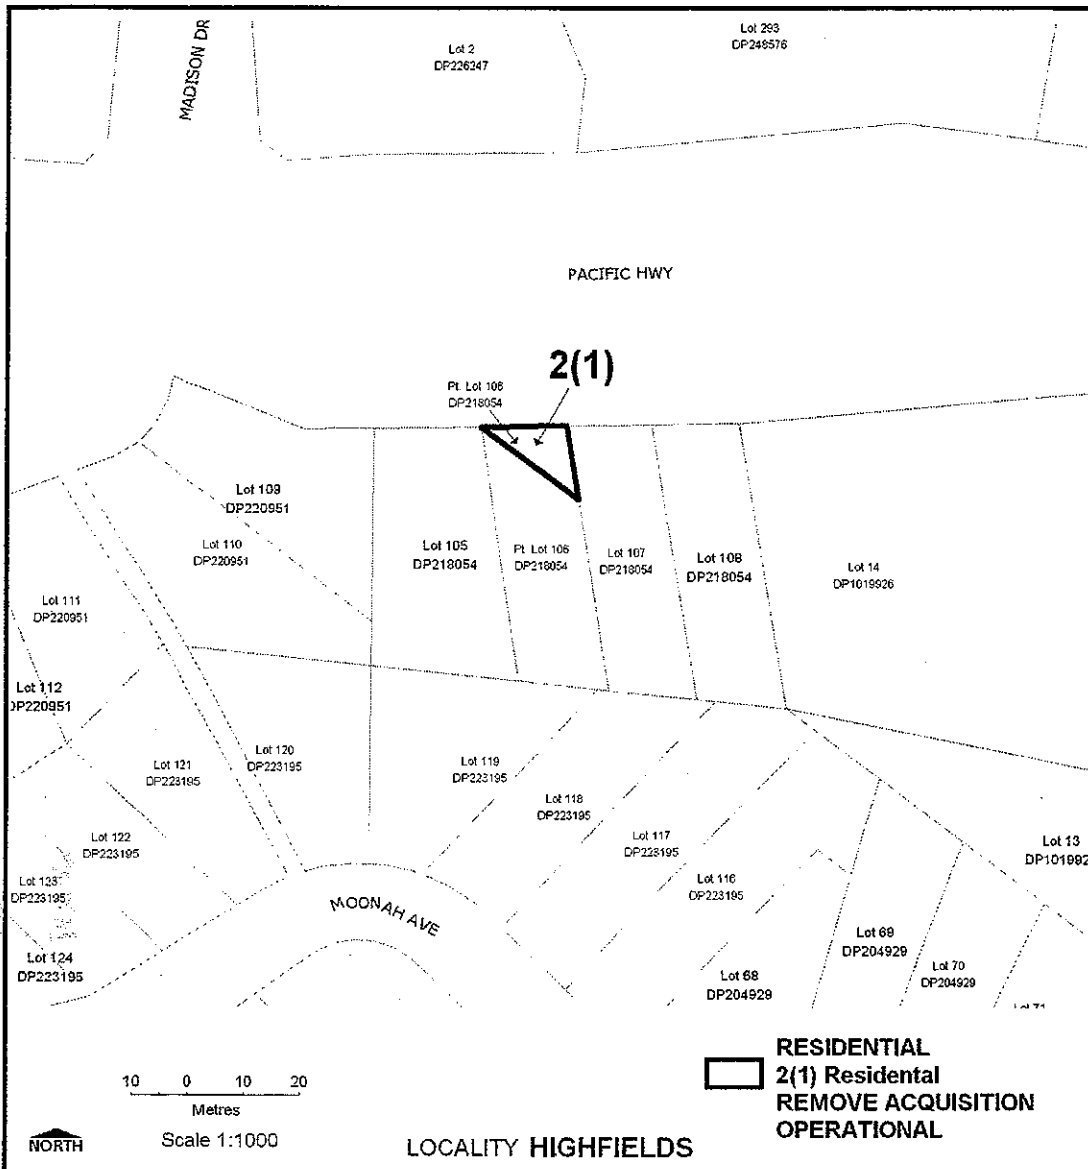 MADISON DR
Lot 2
DP226247
Lot 293
DP248576
PACIFIC HWY
2(1)
Pt. Lot 106
DP218054
Lot 109
DP220951
Lot 110
DP220951
Lot 105
DP218054
Pt. Lot 106
DP218054
Lot 107
DP218054
Lot 108
DP218054
Lot 14
DP1019926
Lot 111
DP220951
Lot 112
DP220951
Lot 121
DP223195
Lot 120
DP223195
Lot 119
DP223195
Lot 118
DP223195
Lot 117
DP223195
Lot 116
DP223195
Lot 122
DP223195
Lot 123
DP223195
Lot 124
DP223195
MOONAH AVE
Lot 13
DP101992
Lot 69
DP204929
Lot 70
DP204929
Lot 68
DP204929
Lot 71
10 0 10 20
Metres
Scale 1:1000
NORTH
LOCALITY HIGHFIELDS
RESIDENTIAL
2(1) Residental
REMOVE ACQUISITION
OPERATIONAL